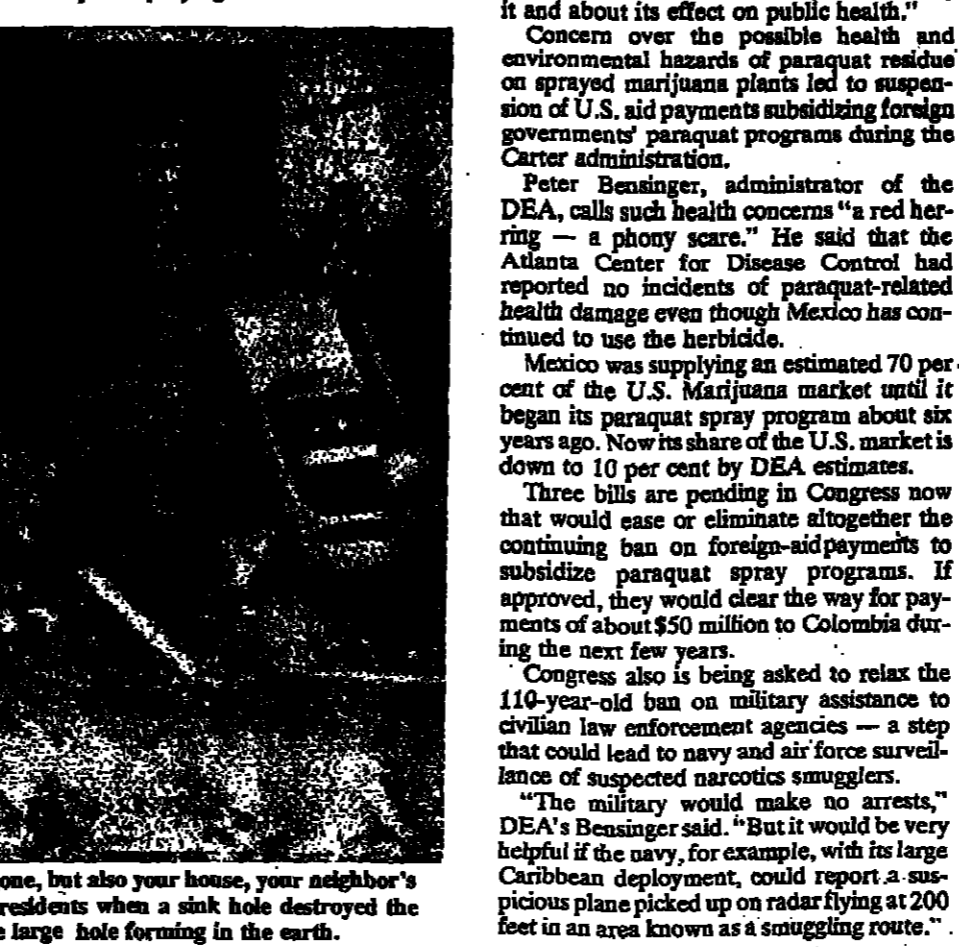 one, but also your house, your neighbor's
residents when a sink hole destroyed the
large hole forming in the earth.
it and about its effect on public health."
Concern over the possible health and
environmental hazards of paraquat residue
on sprayed marijuana plants led to suspen-
sion of U.S. aid payments subsidizing foreign
governments' paraquat programs during the
Carter administration.
Peter Bensinger, administrator of the
DEA, calls such health concerns "a red her-
ring — a phony scare." He said that the
Atlanta Center for Disease Control had
reported no incidents of paraquat-related
health damage even though Mexico has con-
tinued to use the herbicide.
Mexico was supplying an estimated 70 per
cent of the U.S. Marijuana market until it
began its paraquat spray program about six
years ago. Now its share of the U.S. market is
down to 10 per cent by DEA estimates.
Three bills are pending in Congress now
that would ease or eliminate altogether the
continuing ban on foreign-aid payments to
subsidize paraquat spray programs. If
approved, they would clear the way for pay-
ments of about $50 million to Colombia dur-
ing the next few years.
Congress also is being asked to relax the
110-year-old ban on military assistance to
civilian law enforcement agencies — a step
that could lead to navy and air force surveil-
lance of suspected narcotics smugglers.
"The military would make no arrests,"
DEA's Bensinger said. "But it would be very
helpful if the navy, for example, with its large
Caribbean deployment, could report a sus-
picious plane picked up on radar flying at 200
feet in an area known as a smuggling route."